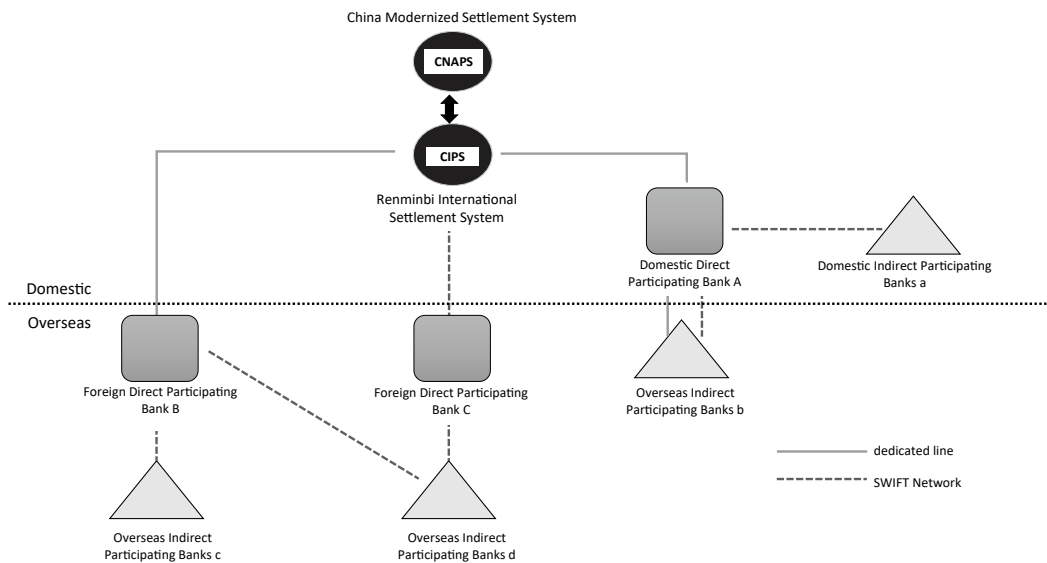 China Modernized Settlement System
CNAPS
CIPS
Renminbi International
Settlement System
Domestic Direct
Participating Bank A
Domestic Indirect Participating
Banks a
Domestic
Overseas
Foreign Direct Participating
Bank B
Foreign Direct Participating
Bank C
Overseas Indirect
Participating Banks b
dedicated line
SWIFT Network
Overseas Indirect
Participating Banks c
Overseas Indirect
Participating Banks d